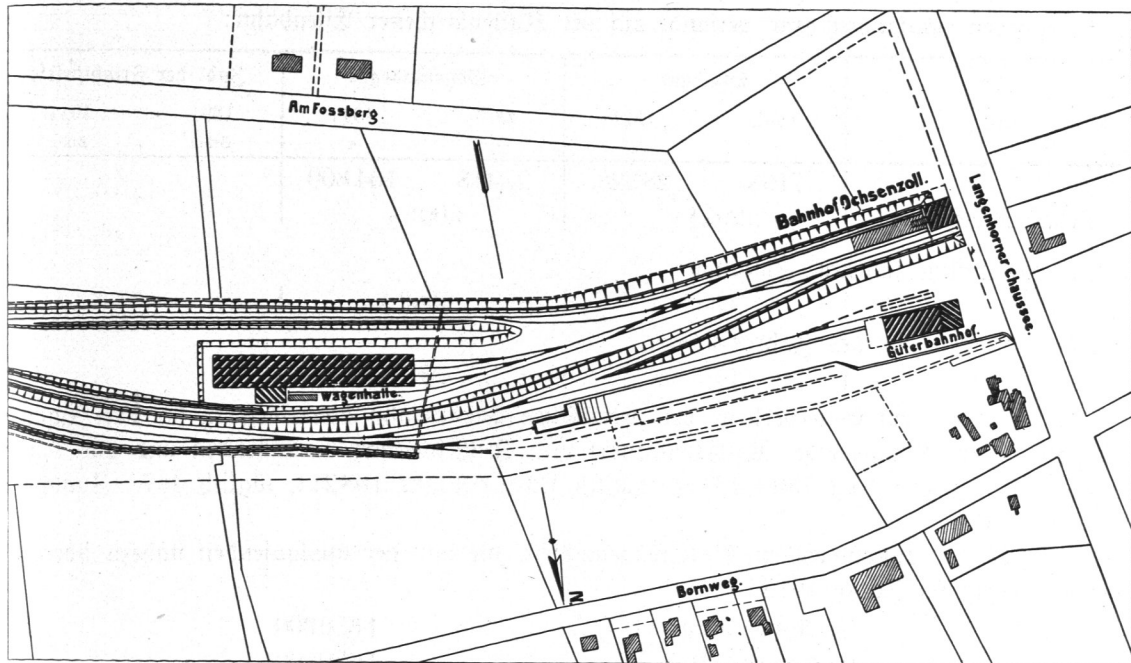 Am Fossberg.
Bahnhof Ochsenzoll.
Langenhorner Chaussee.
Güterbahnhof.
Wagenhalle.
N
Bornweg.